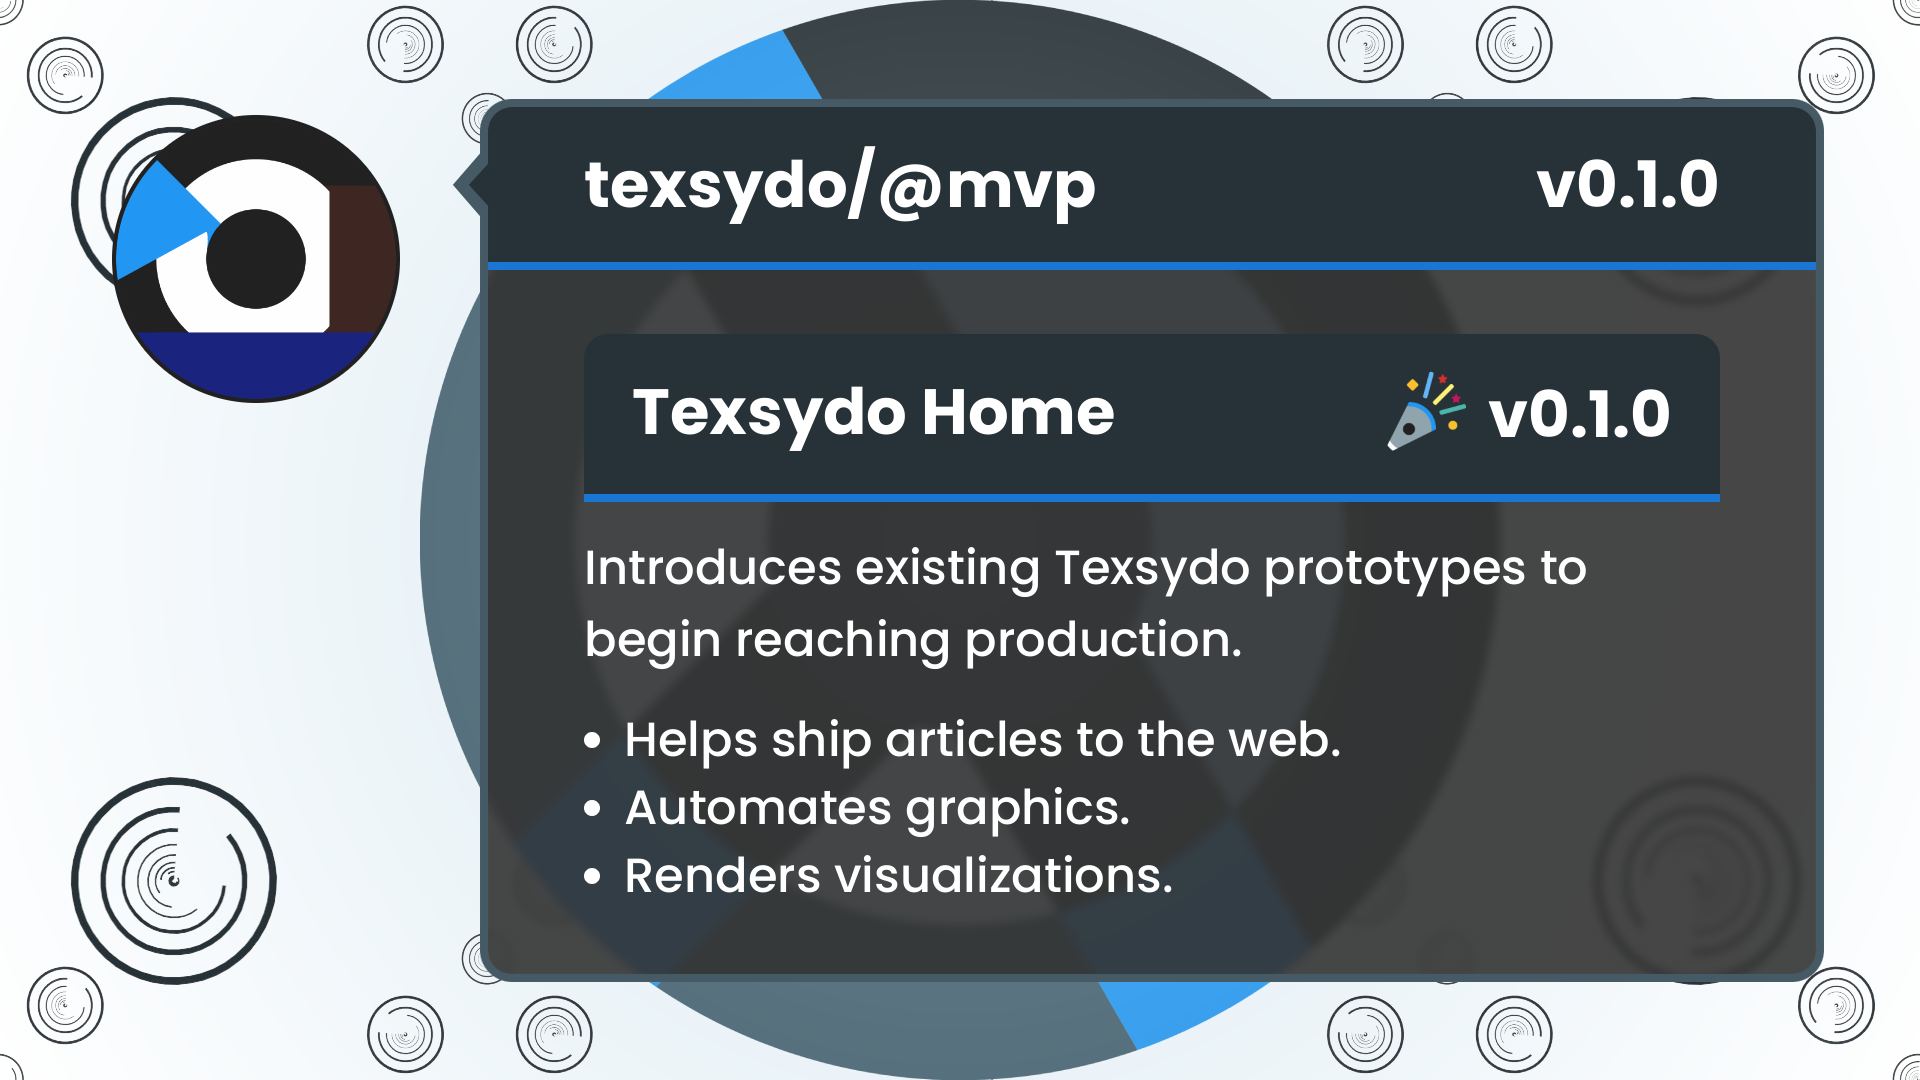 texsydo/@mvp v0.1.0
Texsydo Home v0.1.0
Introduces existing Texsydo prototypes to
begin reaching production.
• Helps ship articles to the web.
• Automates graphics.
• Renders visualizations.